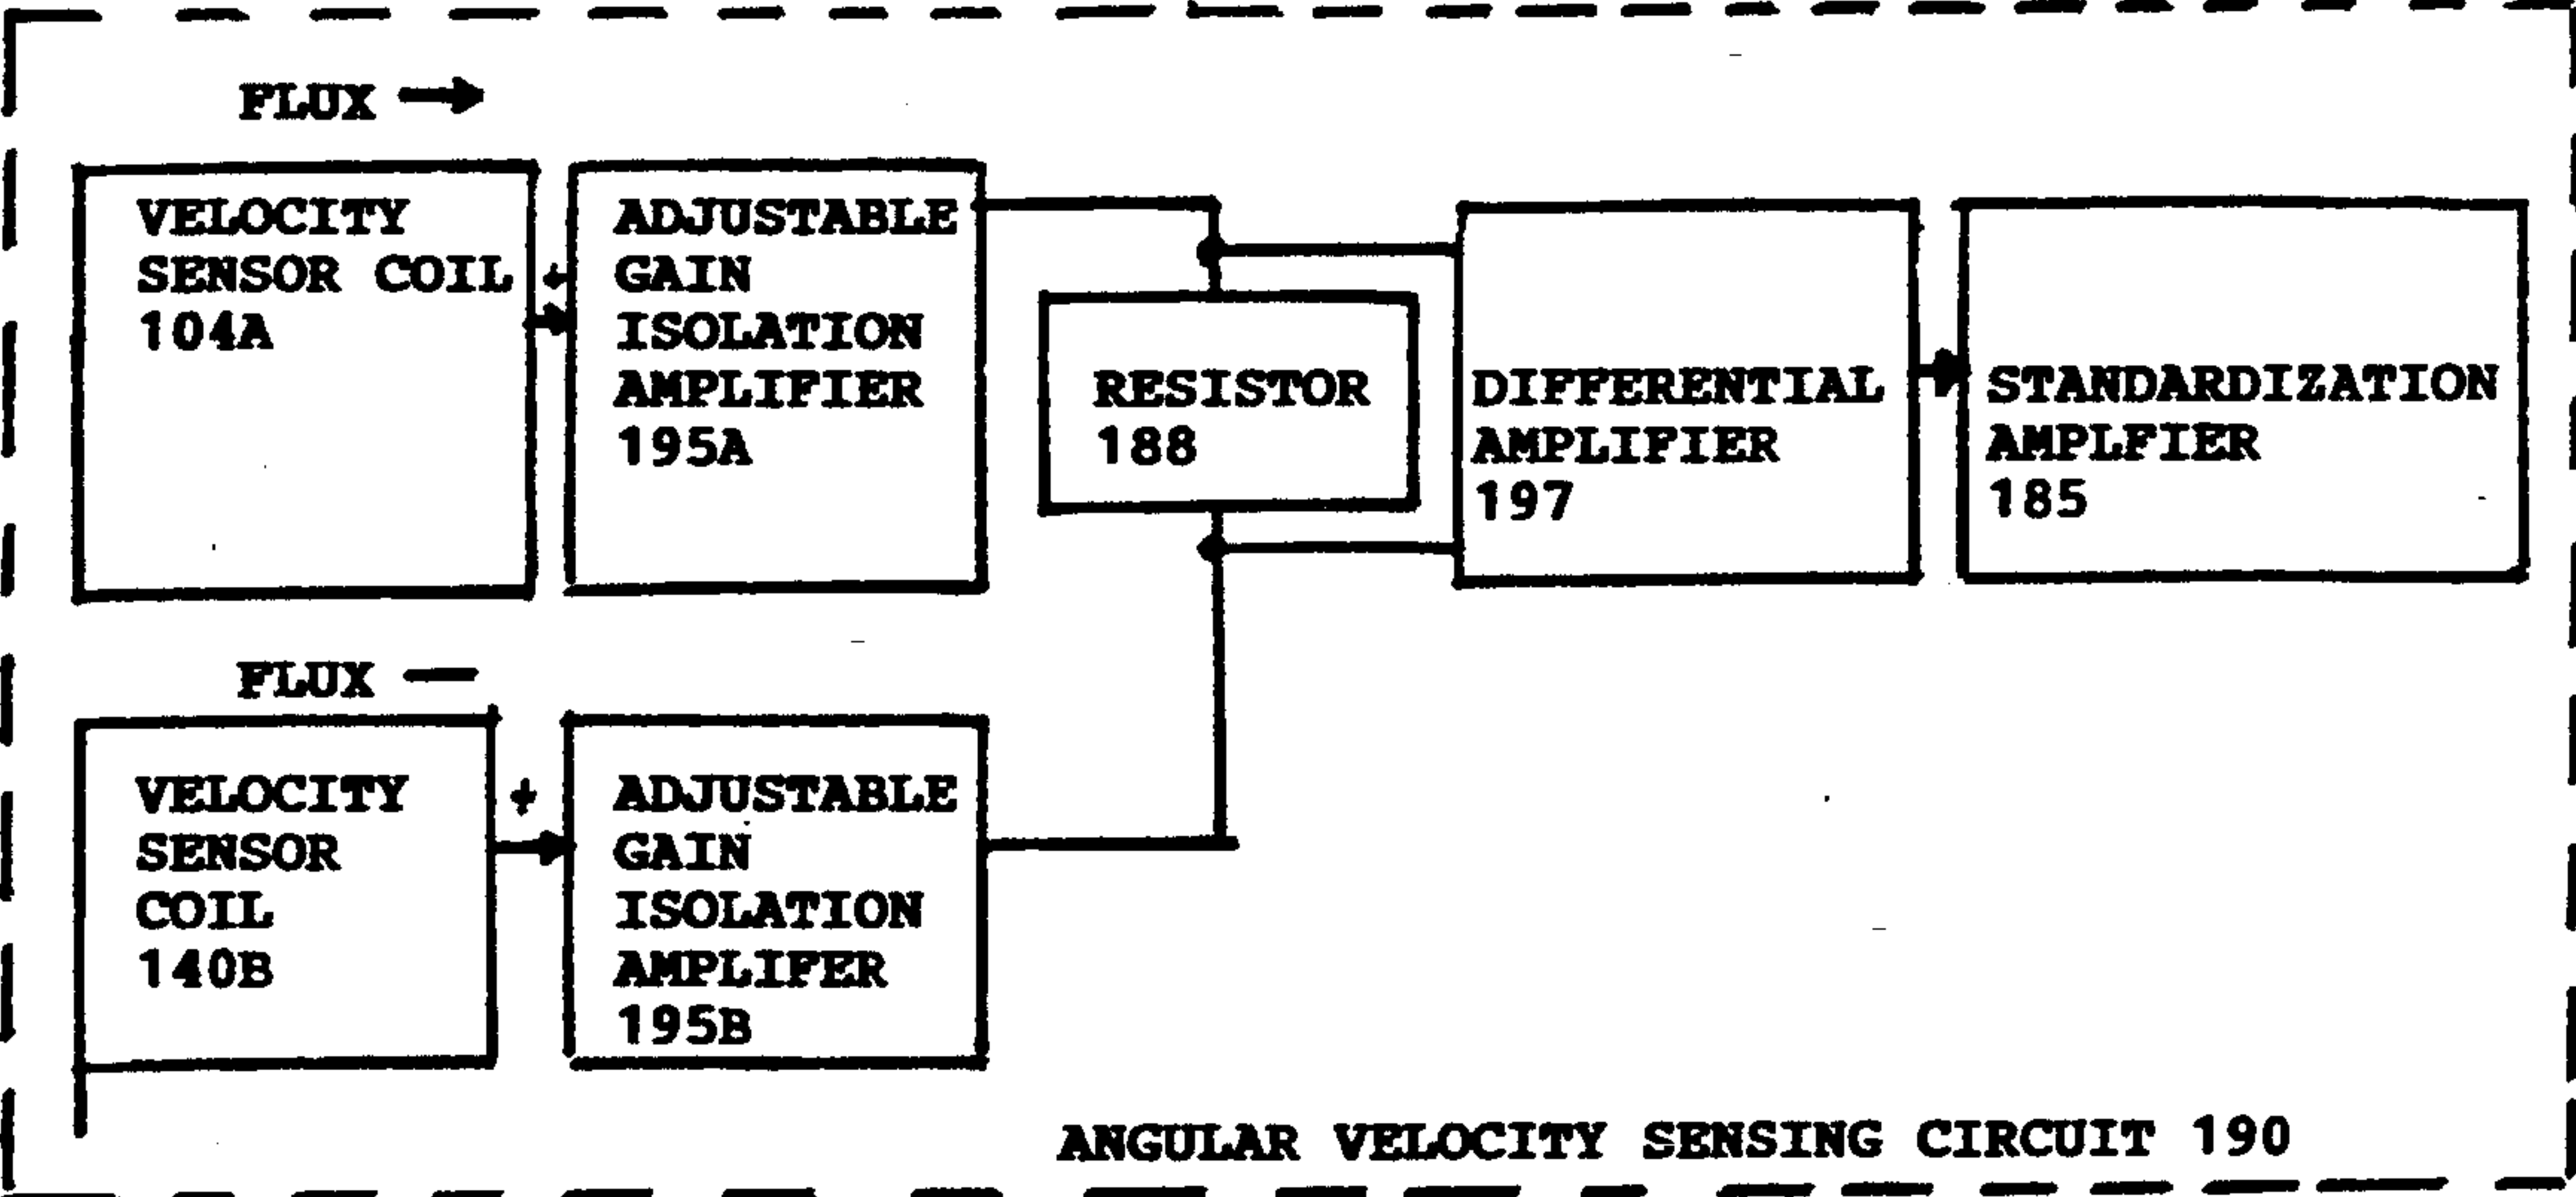 FLUX →
VELOCITY
SENSOR COIL
104A
+
ADJUSTABLE
GAIN
ISOLATION
AMPLIFIER
195A
RESISTOR
188
DIFFERENTIAL
AMPLIFIER
197
STANDARDIZATION
AMPLFIER
185
FLUX —
VELOCITY
SENSOR
COIL
140B
+
ADJUSTABLE
GAIN
ISOLATION
AMPLIFER
195B
ANGULAR VELOCITY SENSING CIRCUIT 190